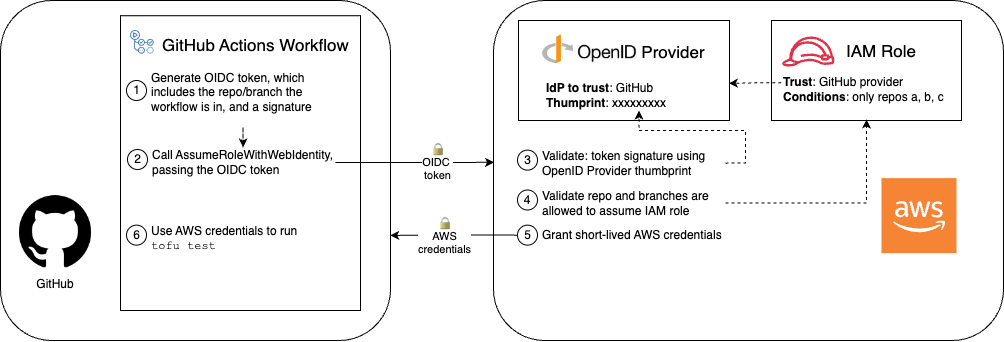 GitHub Actions Workflow
1
Generate OIDC token, which
includes the repo/branch the
workflow is in, and a signature
2
Call AssumeRoleWithWebIdentity,
passing the OIDC token
6
Use AWS credentials to run
tofu test
GitHub
OIDC
token
AWS
credentials
OpenID Provider
IdP to trust: GitHub
Thumprint: xxxxxxxxx
IAM Role
Trust: GitHub provider
Conditions: only repos a, b, c
3
Validate: token signature using
OpenID Provider thumbprint
4
Validate repo and branches are
allowed to assume IAM role
5
Grant short-lived AWS credentials
aws